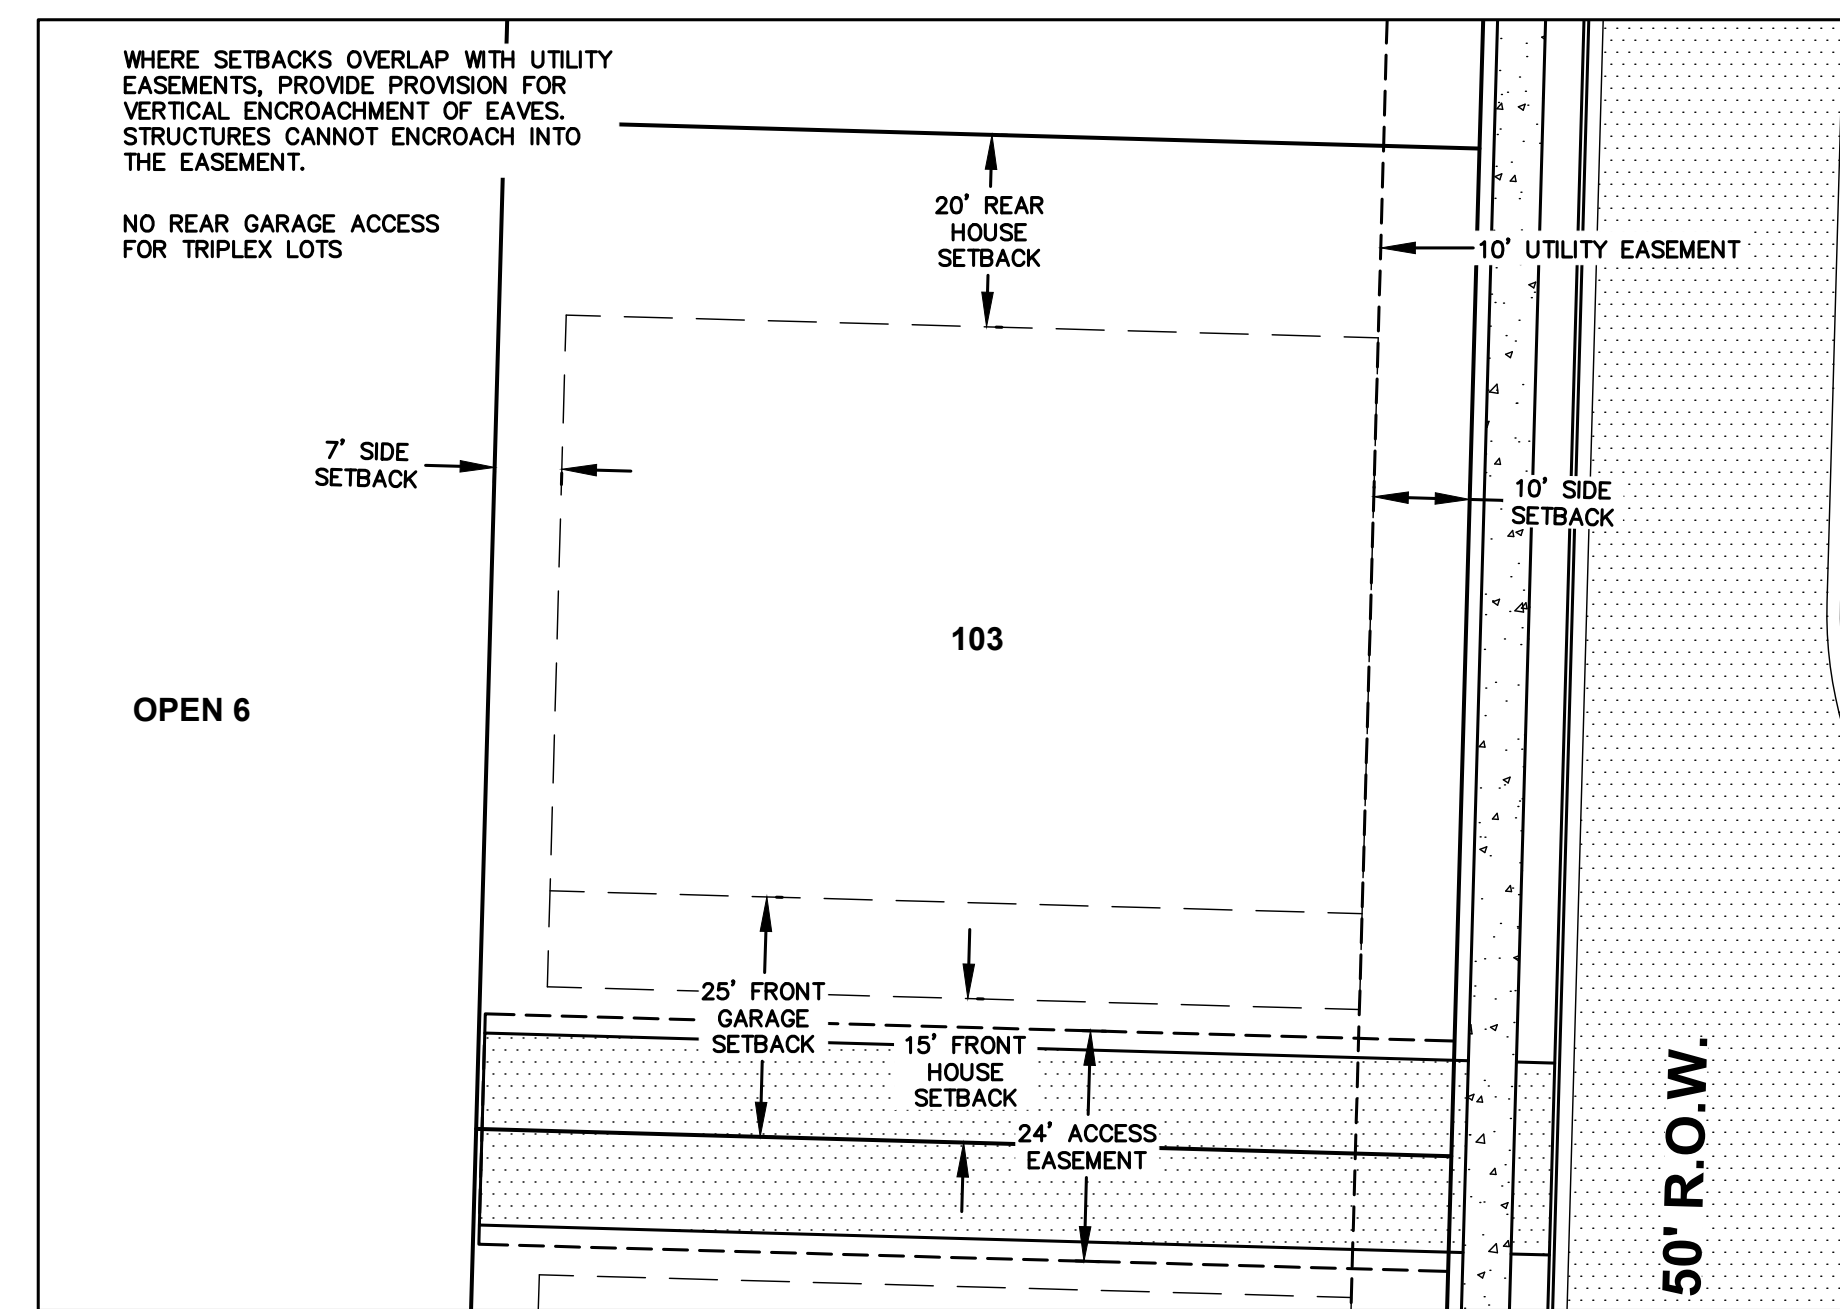 WHERE SETBACKS OVERLAP WITH UTILITY
EASEMENTS, PROVIDE PROVISION FOR
VERTICAL ENCROACHMENT OF EAVES.
STRUCTURES CANNOT ENCROACH INTO
THE EASEMENT.
NO REAR GARAGE ACCESS
FOR TRIPLEX LOTS
20' REAR
HOUSE
SETBACK
10' UTILITY EASEMENT
7' SIDE
SETBACK
10' SIDE
SETBACK
103
OPEN 6
25' FRONT
GARAGE
SETBACK
15' FRONT
HOUSE
SETBACK
24' ACCESS
EASEMENT
50' R.O.W.